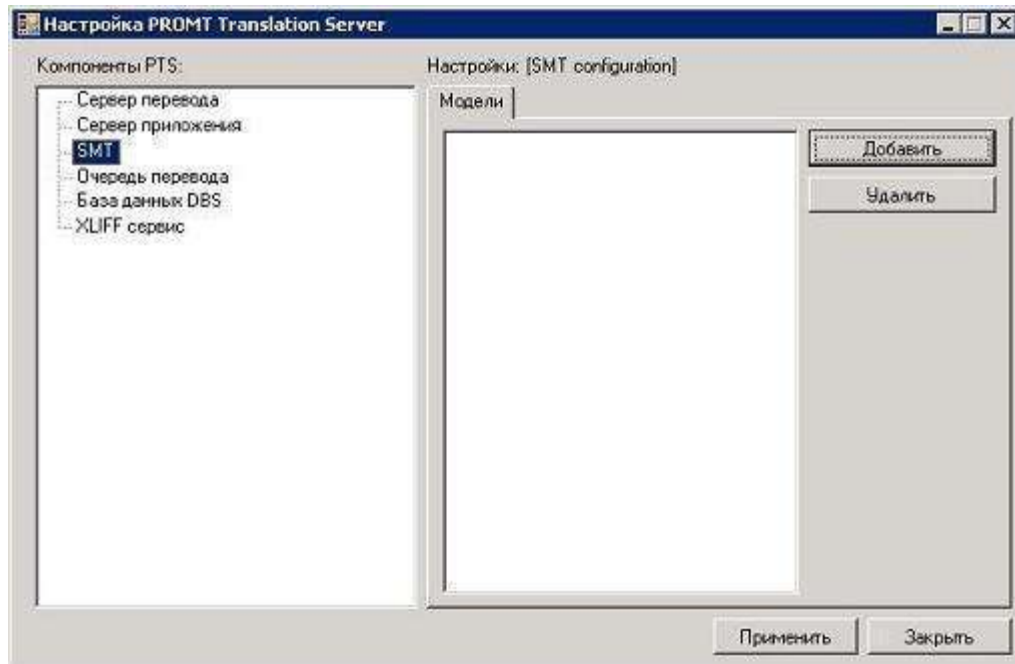 Настройка PROMT Translation Server
Компоненты PTS:
Сервер перевода
Сервер приложения
SMT
Очередь перевода
База данных DBS
XLIFF сервис
Настройки: [SMT configuration]
Модели
Добавить
Удалить
Применить
Закрыть